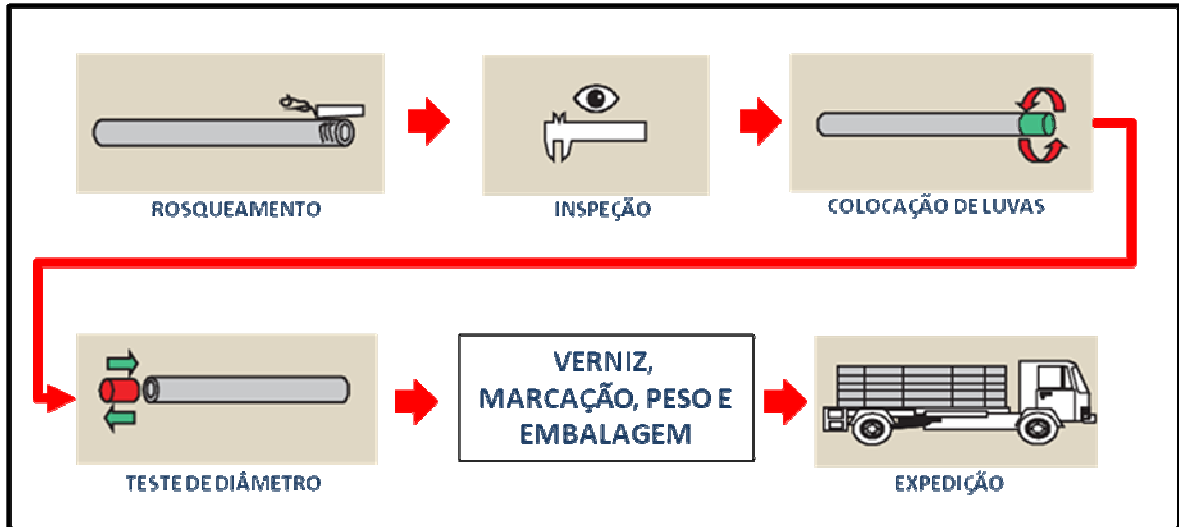 ROSQUEAMENTO
INSPEÇÃO
COLOCAÇÃO DE LUVAS
TESTE DE DIÂMETRO
VERNIZ,
MARCAÇÃO, PESO E
EMBALAGEM
EXPEDIÇÃO